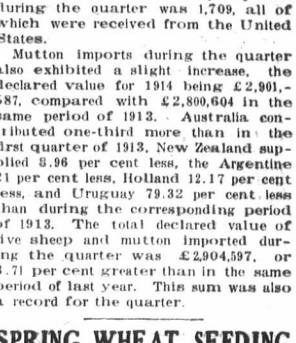 during the quarter was 1,709, all of
which were received from the United
States.
Mutton imports during the quarter
also exhibited a slight increase, the
declared value for 1914 being £2,901,-
587, compared with £2,800,604 in the
same period of 1913. Australia con-
tributed one-third more than in the
first quarter of 1913, New Zealand sup-
plied 8.96 per cent less, the Argentine
21 per cent less, Holland 12.17 per cent
less, and Uruguay 79.32 per cent less
than during the corresponding period
of 1913. The total declared value of
live sheep and mutton imported dur-
ing the quarter was £2,904,597, or
3.71 per cent greater than in the same
period of last year. This sum was also
a record for the quarter.
SPRING WHEAT SEEDING